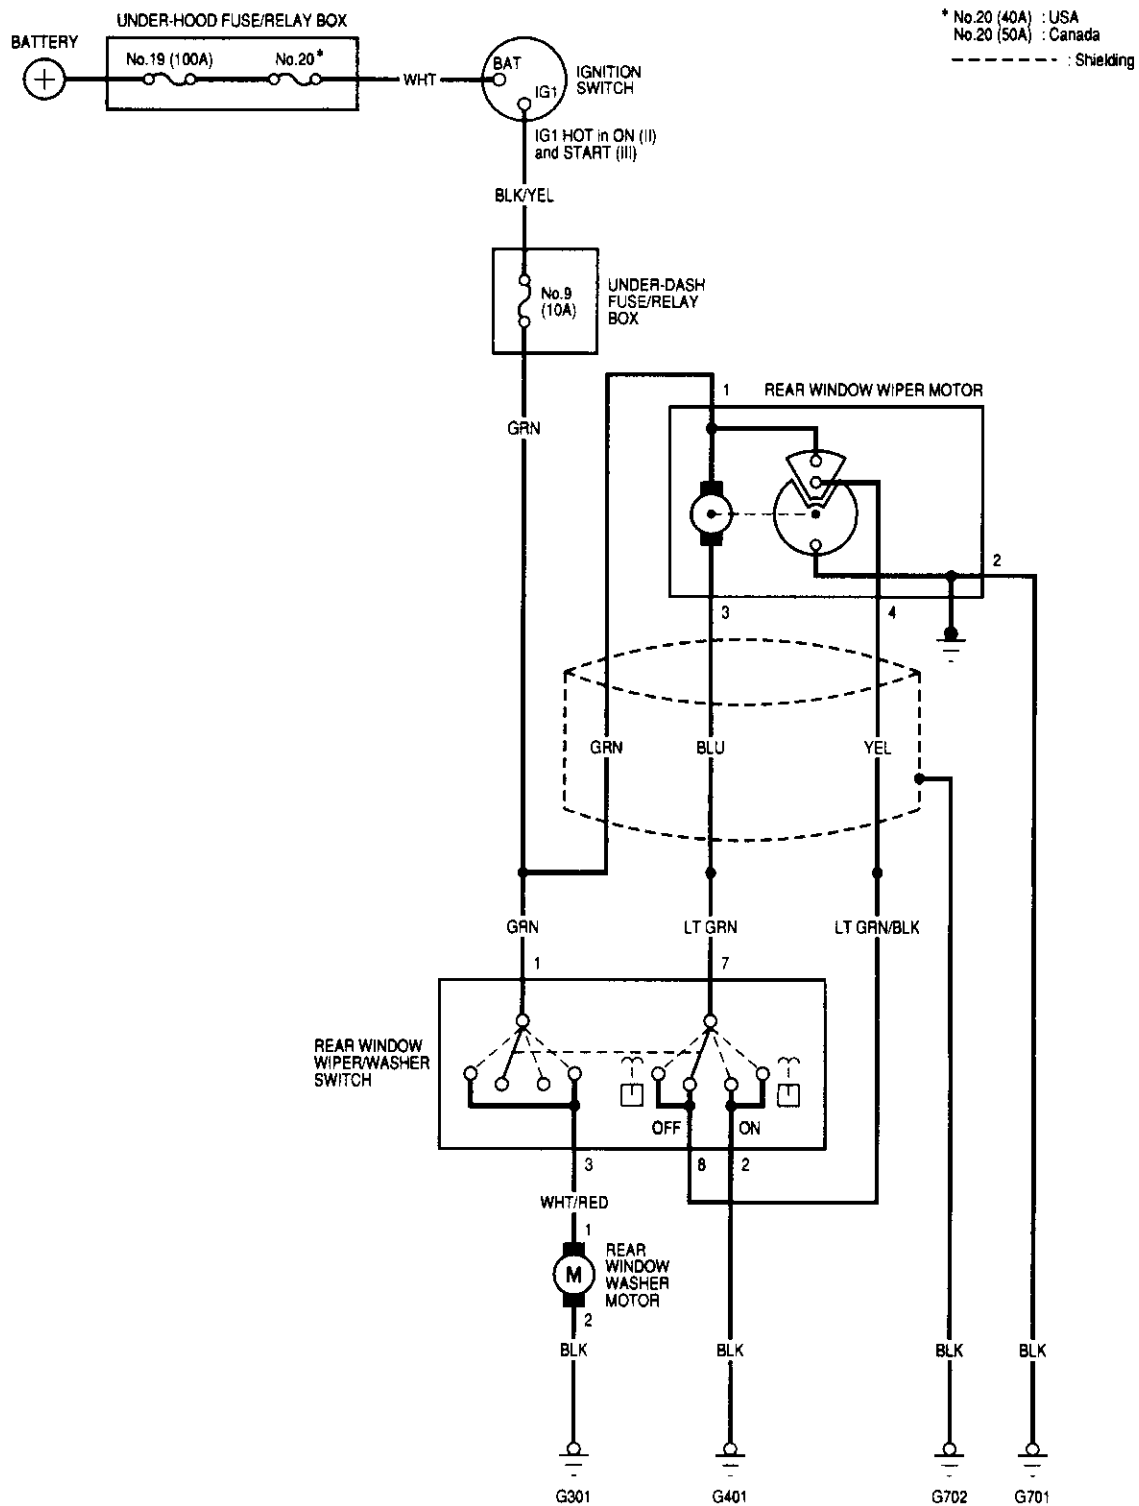 UNDER-HOOD FUSE/RELAY BOX
* No.20 (40A) : USA
No.20 (50A) : Canada
- - - - - - - - : Shielding
BATTERY
No.19 (100A)
No.20*
+
WHT
BAT
IG1
IGNITION
SWITCH
IG1 HOT in ON (II)
and START (III)
BLK/YEL
No.9
(10A)
UNDER-DASH
FUSE/RELAY
BOX
GRN
1
REAR WINDOW WIPER MOTOR
2
3
4
GRN
BLU
YEL
GRN
LT GRN
LT GRN/BLK
1
7
REAR WINDOW
WIPER/WASHER
SWITCH
OFF
ON
3
8
2
WHT/RED
1
M
REAR
WINDOW
WASHER
MOTOR
2
BLK
BLK
BLK
BLK
G301
G401
G702
G701